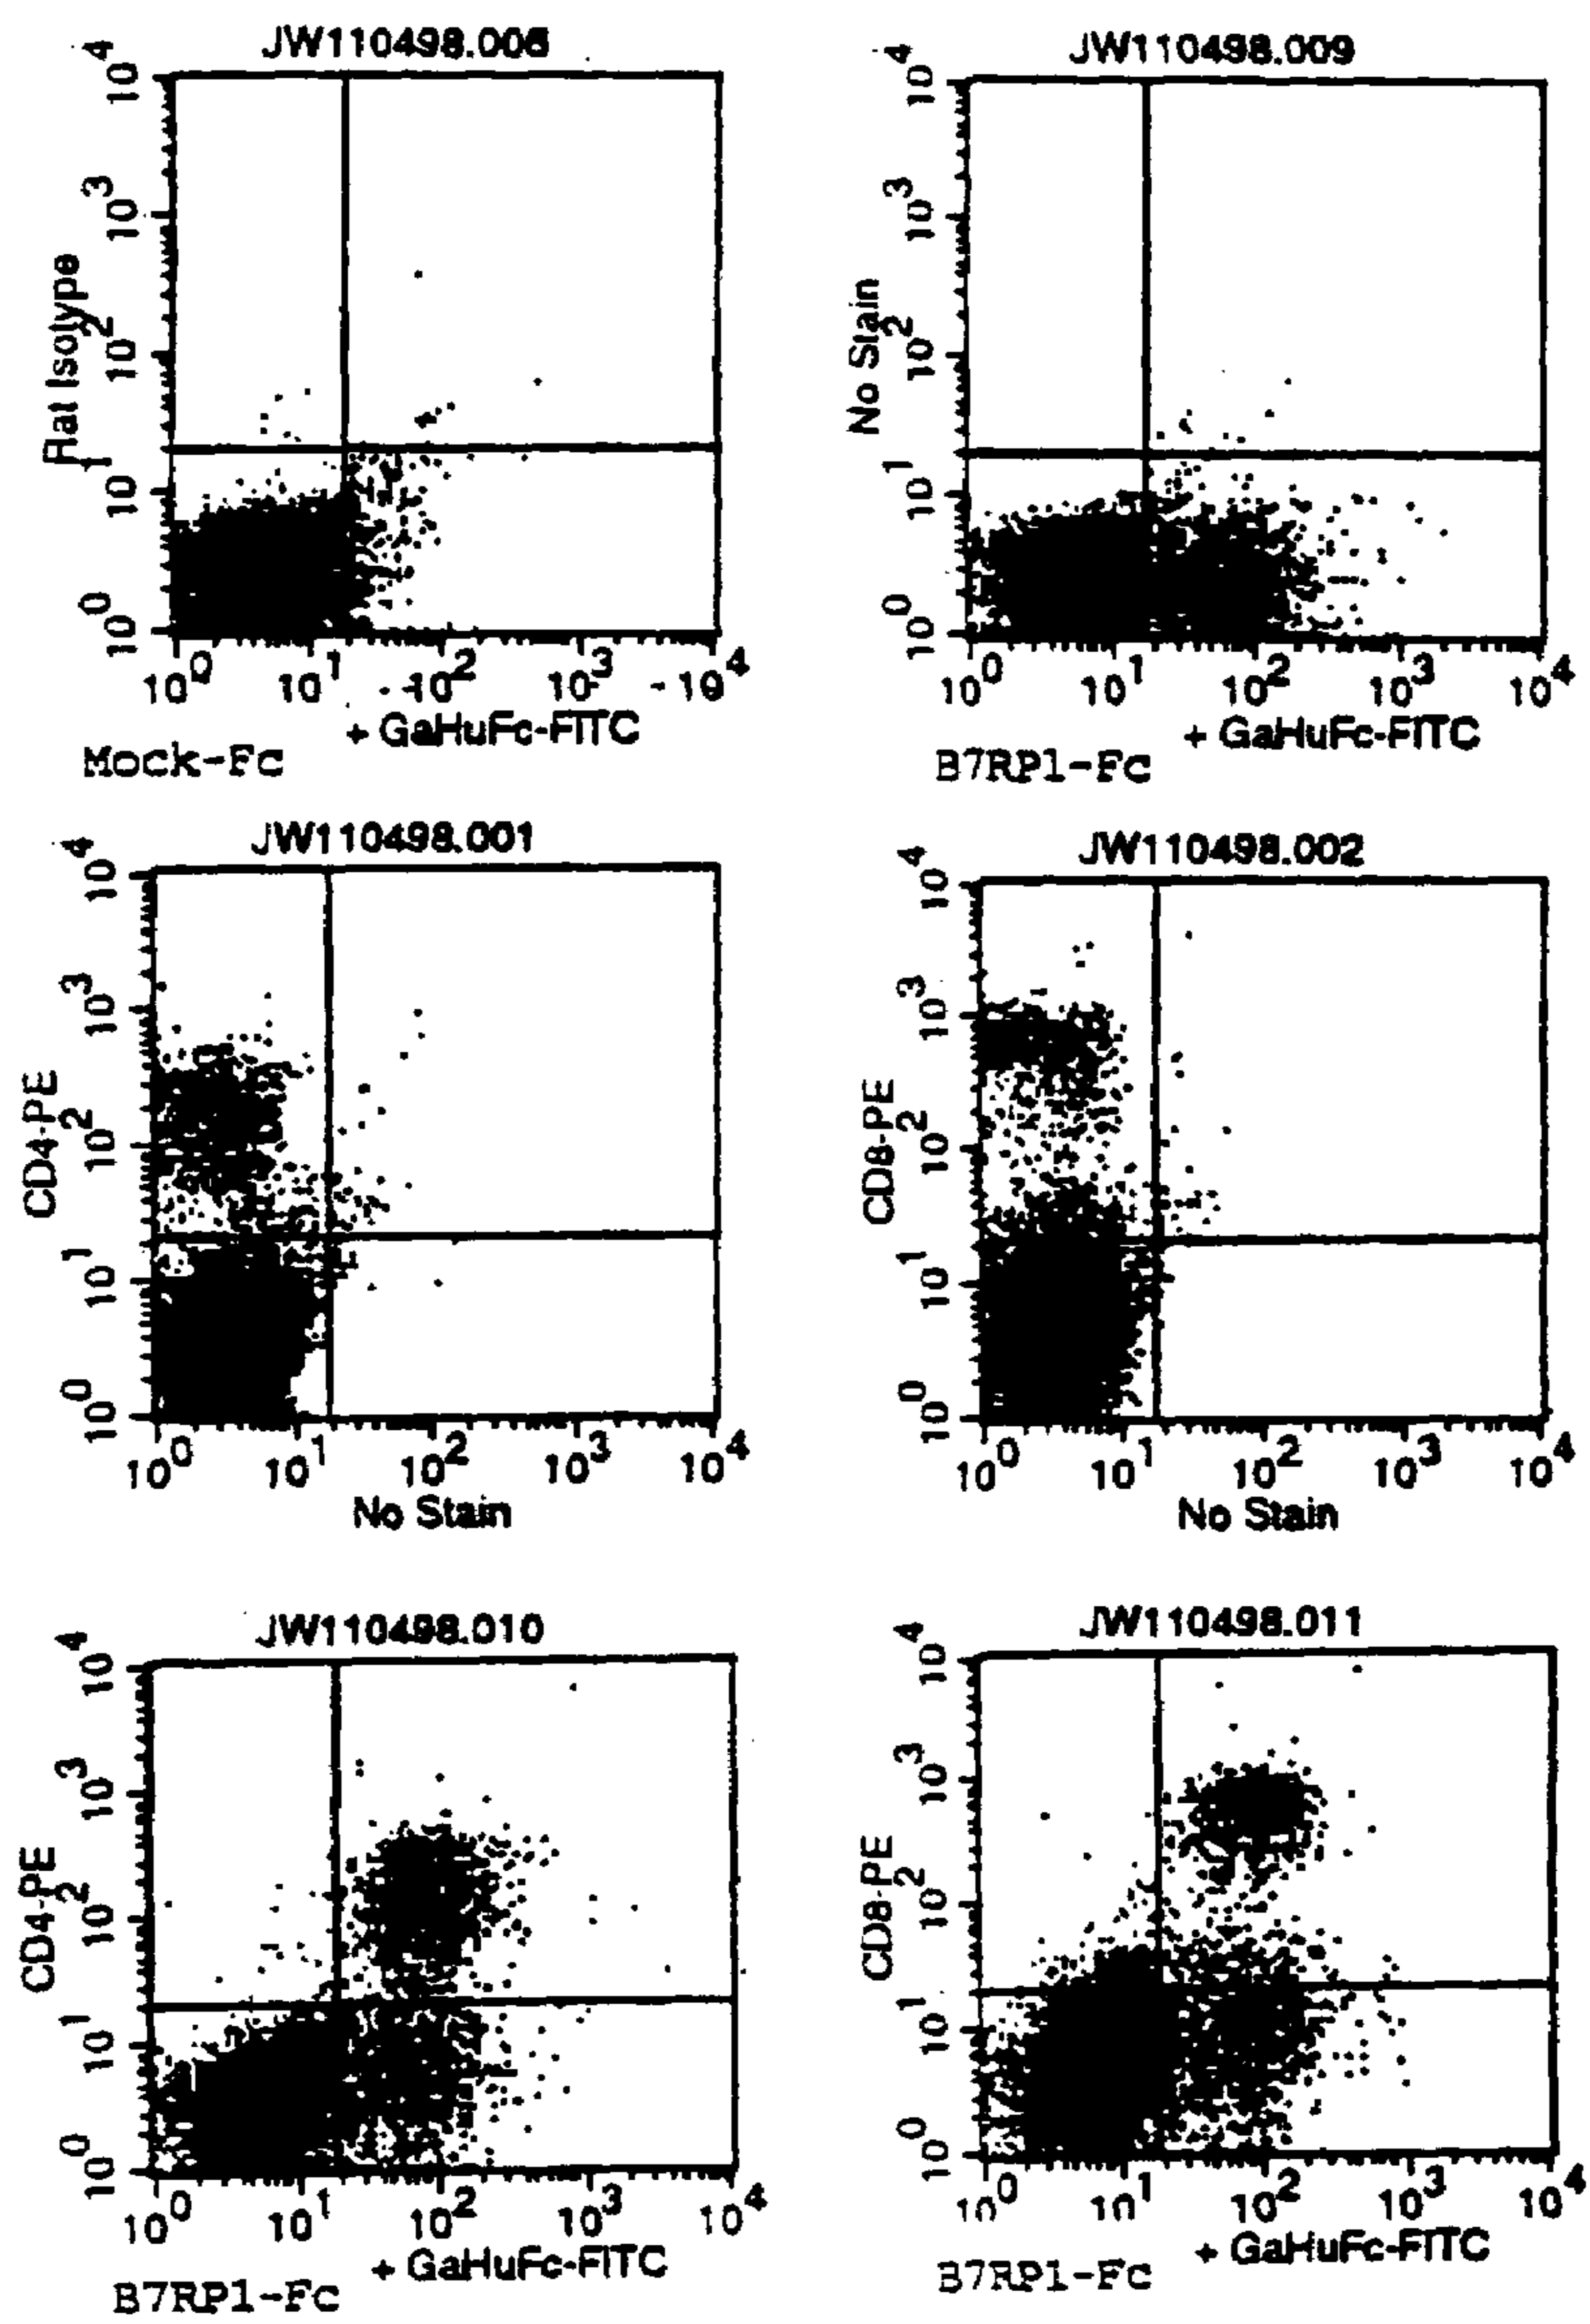 JW110498.006
JW110498.009
10^4
10^3
10^2
10^1
10^0
Rat Isotype
10^0 10^1 10^2 10^3 10^4
+ GaHuFc-FITC
Mock-Fc
10^4
10^3
10^2
10^1
10^0
No Stain
10^0 10^1 10^2 10^3 10^4
+ GaHuFc-FITC
B7RP1-Fc
JW110498.001
JW110498.002
10^4
10^3
10^2
10^1
10^0
CD4-PE
10^0 10^1 10^2 10^3 10^4
No Stain
10^4
10^3
10^2
10^1
10^0
CD8-PE
10^0 10^1 10^2 10^3 10^4
No Stain
JW110498.010
JW110498.011
10^4
10^3
10^2
10^1
10^0
CD4-PE
10^0 10^1 10^2 10^3 10^4
+ GaHuFc-FITC
B7RP1-Fc
10^4
10^3
10^2
10^1
10^0
CD8-PE
10^0 10^1 10^2 10^3 10^4
+ GaHuFc-FITC
B7RP1-Fc